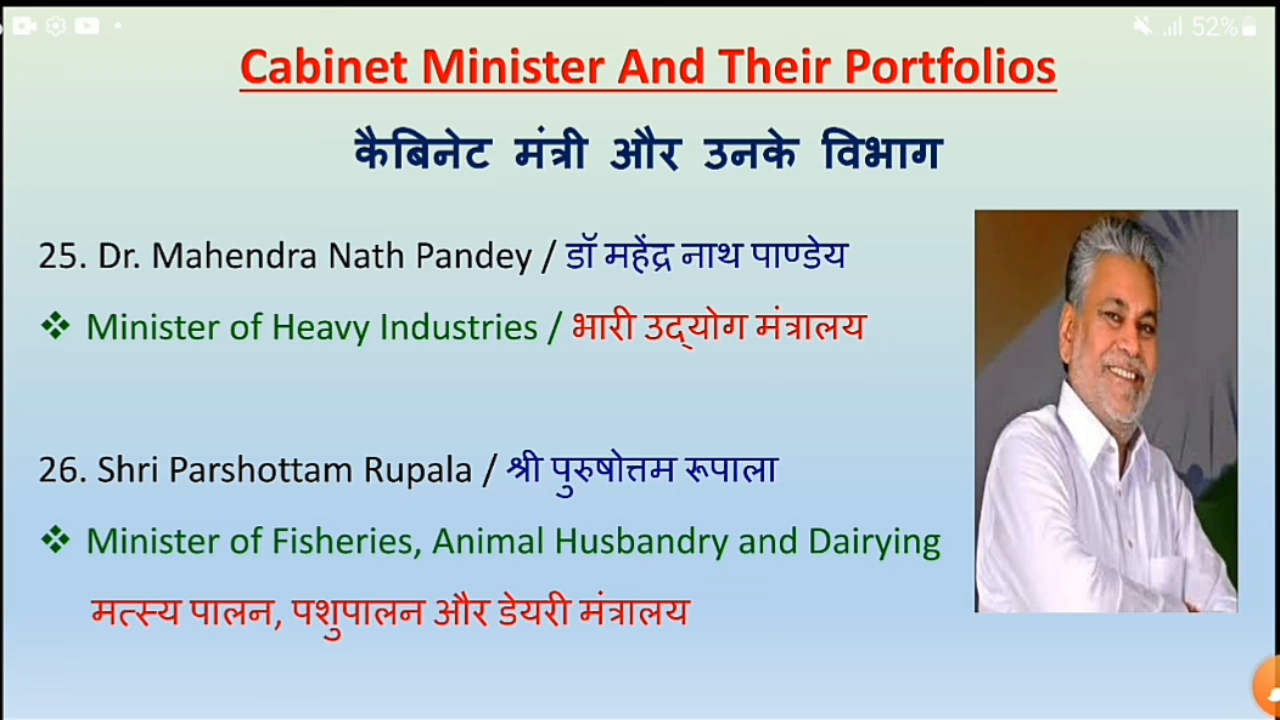 52%
Cabinet Minister And Their Portfolios
कैबिनेट मंत्री और उनके विभाग
25. Dr. Mahendra Nath Pandey / डॉ महेंद्र नाथ पाण्डेय
❖ Minister of Heavy Industries / भारी उद्योग मंत्रालय
26. Shri Parshottam Rupala / श्री पुरुषोत्तम रूपाला
❖ Minister of Fisheries, Animal Husbandry and Dairying
मत्स्य पालन, पशुपालन और डेयरी मंत्रालय